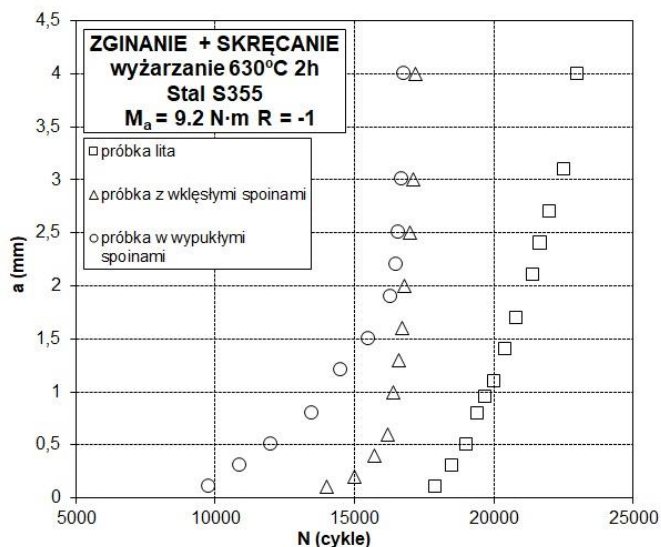 4,5
4
3,5
3
2,5
2
1,5
1
0,5
0
a (mm)
ZGINANIE + SKRĘCANIE
wyżarzanie 630ºC 2h
Stal S355
Mₐ = 9.2 N·m R = -1
próbka lita
próbka z wklęsłymi spoinami
próbka w wypukłymi
spoinami
5000 10000 15000 20000 25000
N (cykle)